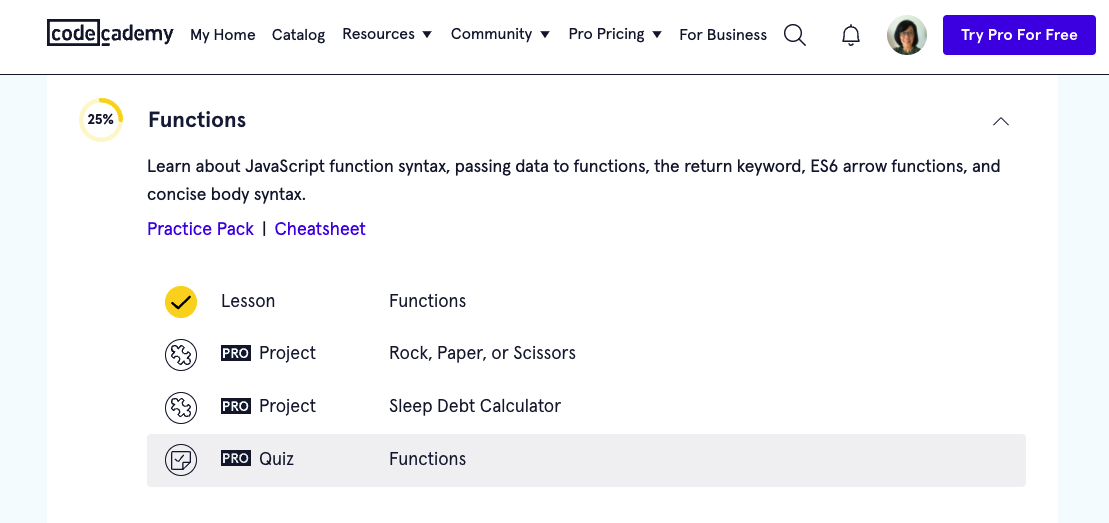 codecademy My Home Catalog Resources Community Pro Pricing For Business Try Pro For Free
25% Functions
Learn about JavaScript function syntax, passing data to functions, the return keyword, ES6 arrow functions, and
concise body syntax.
Practice Pack | Cheatsheet
Lesson Functions
PRO Project Rock, Paper, or Scissors
PRO Project Sleep Debt Calculator
PRO Quiz Functions